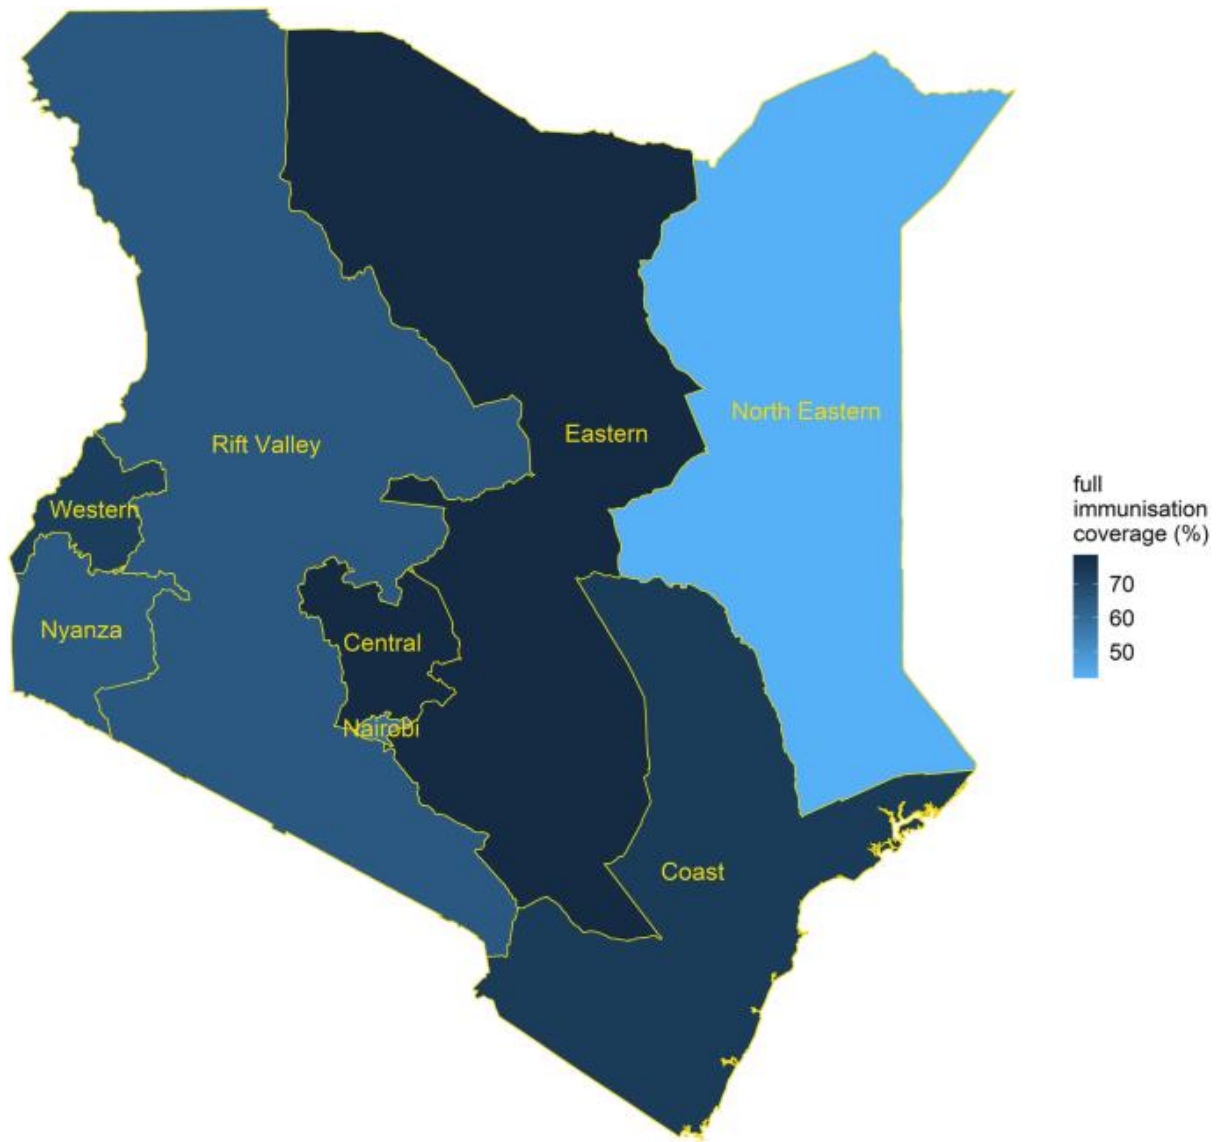 North Eastern
Eastern
Rift Valley
Western
Nyanza
Central
Nairobi
Coast
full
immunisation
coverage (%)
70
60
50